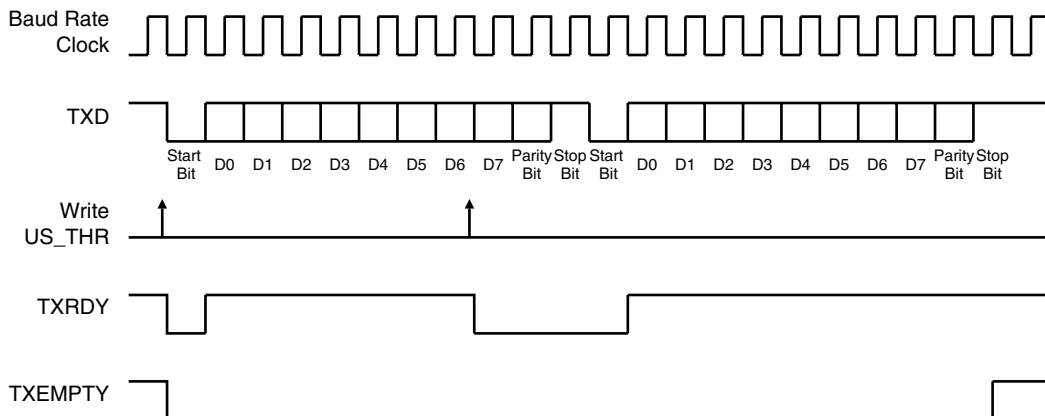 Baud Rate
Clock
TXD
Start
Bit
D0
D1
D2
D3
D4
D5
D6
D7
Parity
Bit
Stop
Bit
Start
Bit
D0
D1
D2
D3
D4
D5
D6
D7
Parity
Bit
Stop
Bit
Write
US_THR
TXRDY
TXEMPTY